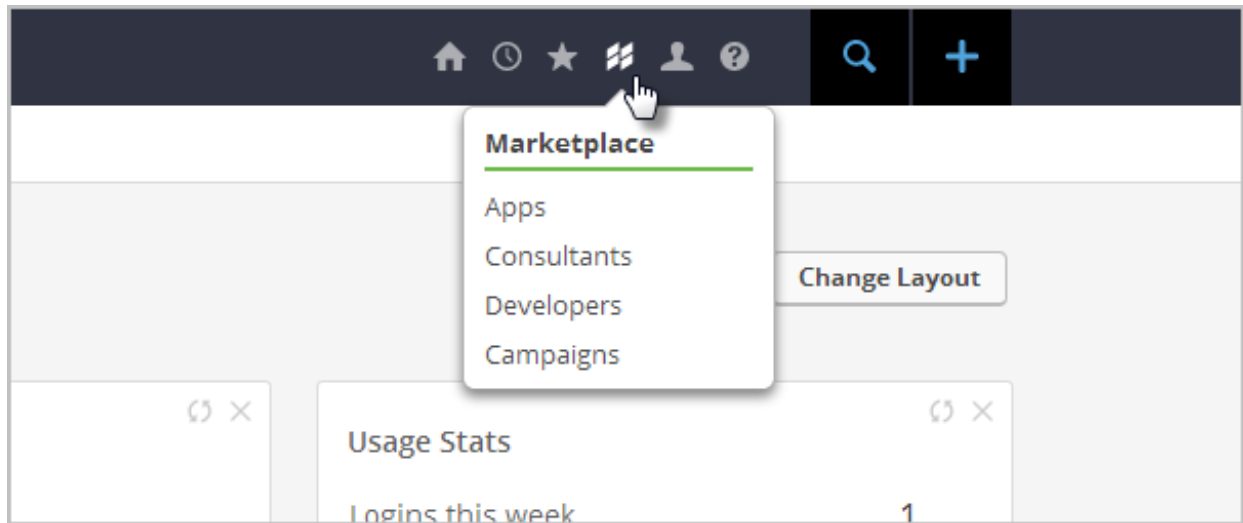 Marketplace
Apps
Consultants
Developers
Campaigns
Change Layout
Usage Stats
Logins this week 1